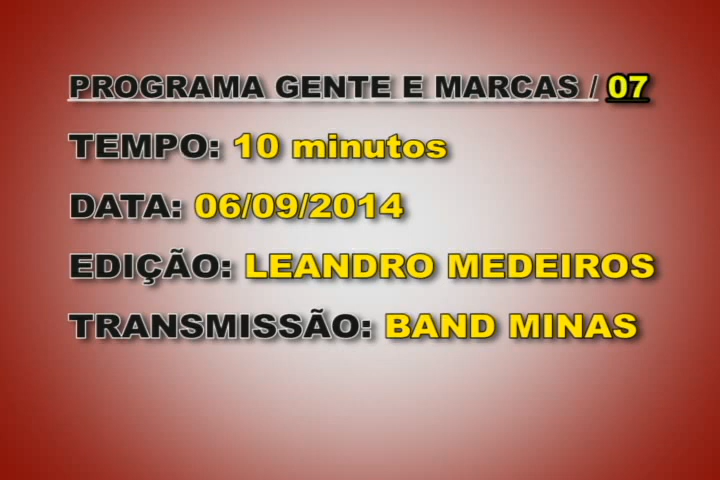 PROGRAMA GENTE E MARCAS / 07
TEMPO: 10 minutos
DATA: 06/09/2014
EDIÇÃO: LEANDRO MEDEIROS
TRANSMISSÃO: BAND MINAS